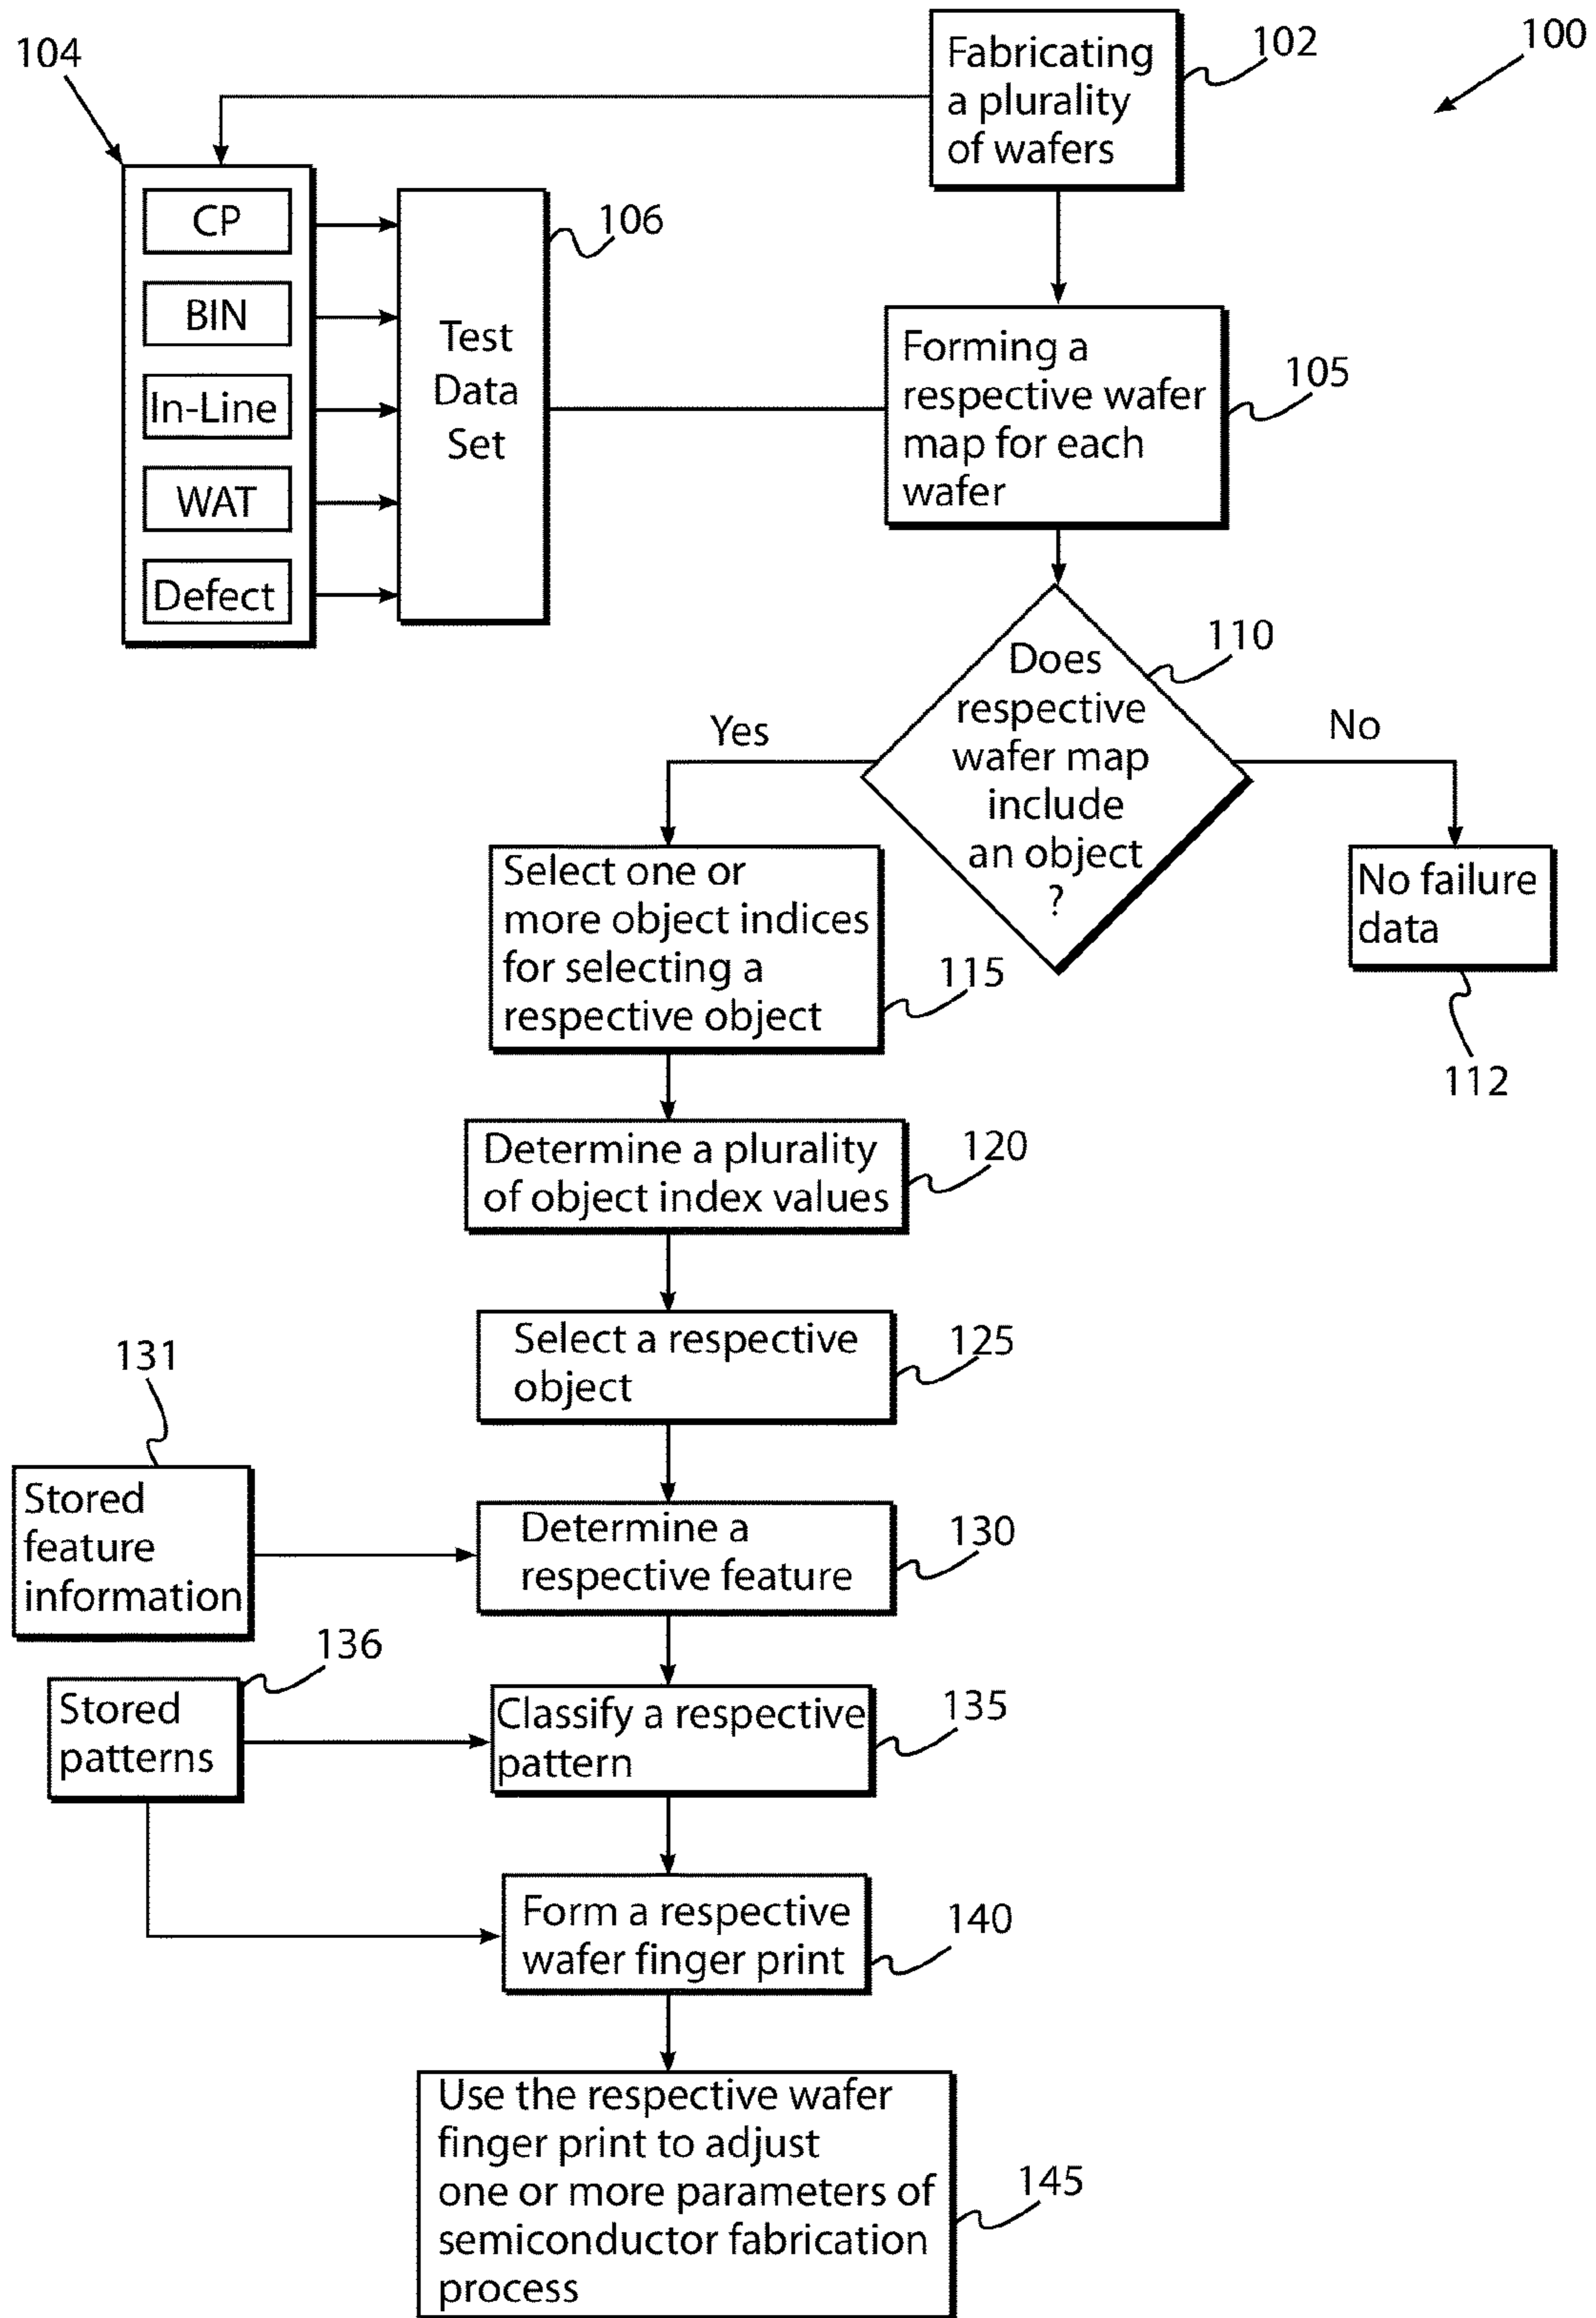 100
102
Fabricating
a plurality
of wafers
104
CP
BIN
In-Line
WAT
Defect
106
Test
Data
Set
105
Forming a
respective wafer
map for each
wafer
110
Does
respective
wafer map
include
an object
?
Yes
No
No failure
data
112
Select one or
more object indices
for selecting a
respective object
115
Determine a plurality
of object index values
120
Select a respective
object
125
131
Stored
feature
information
Determine a
respective feature
130
136
Stored
patterns
Classify a respective
pattern
135
Form a respective
wafer finger print
140
Use the respective wafer
finger print to adjust
one or more parameters of
semiconductor fabrication
process
145